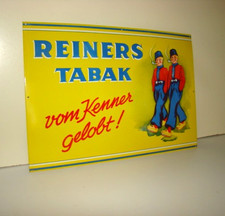 REINERS
TABAK
vom Kenner
gelobt!